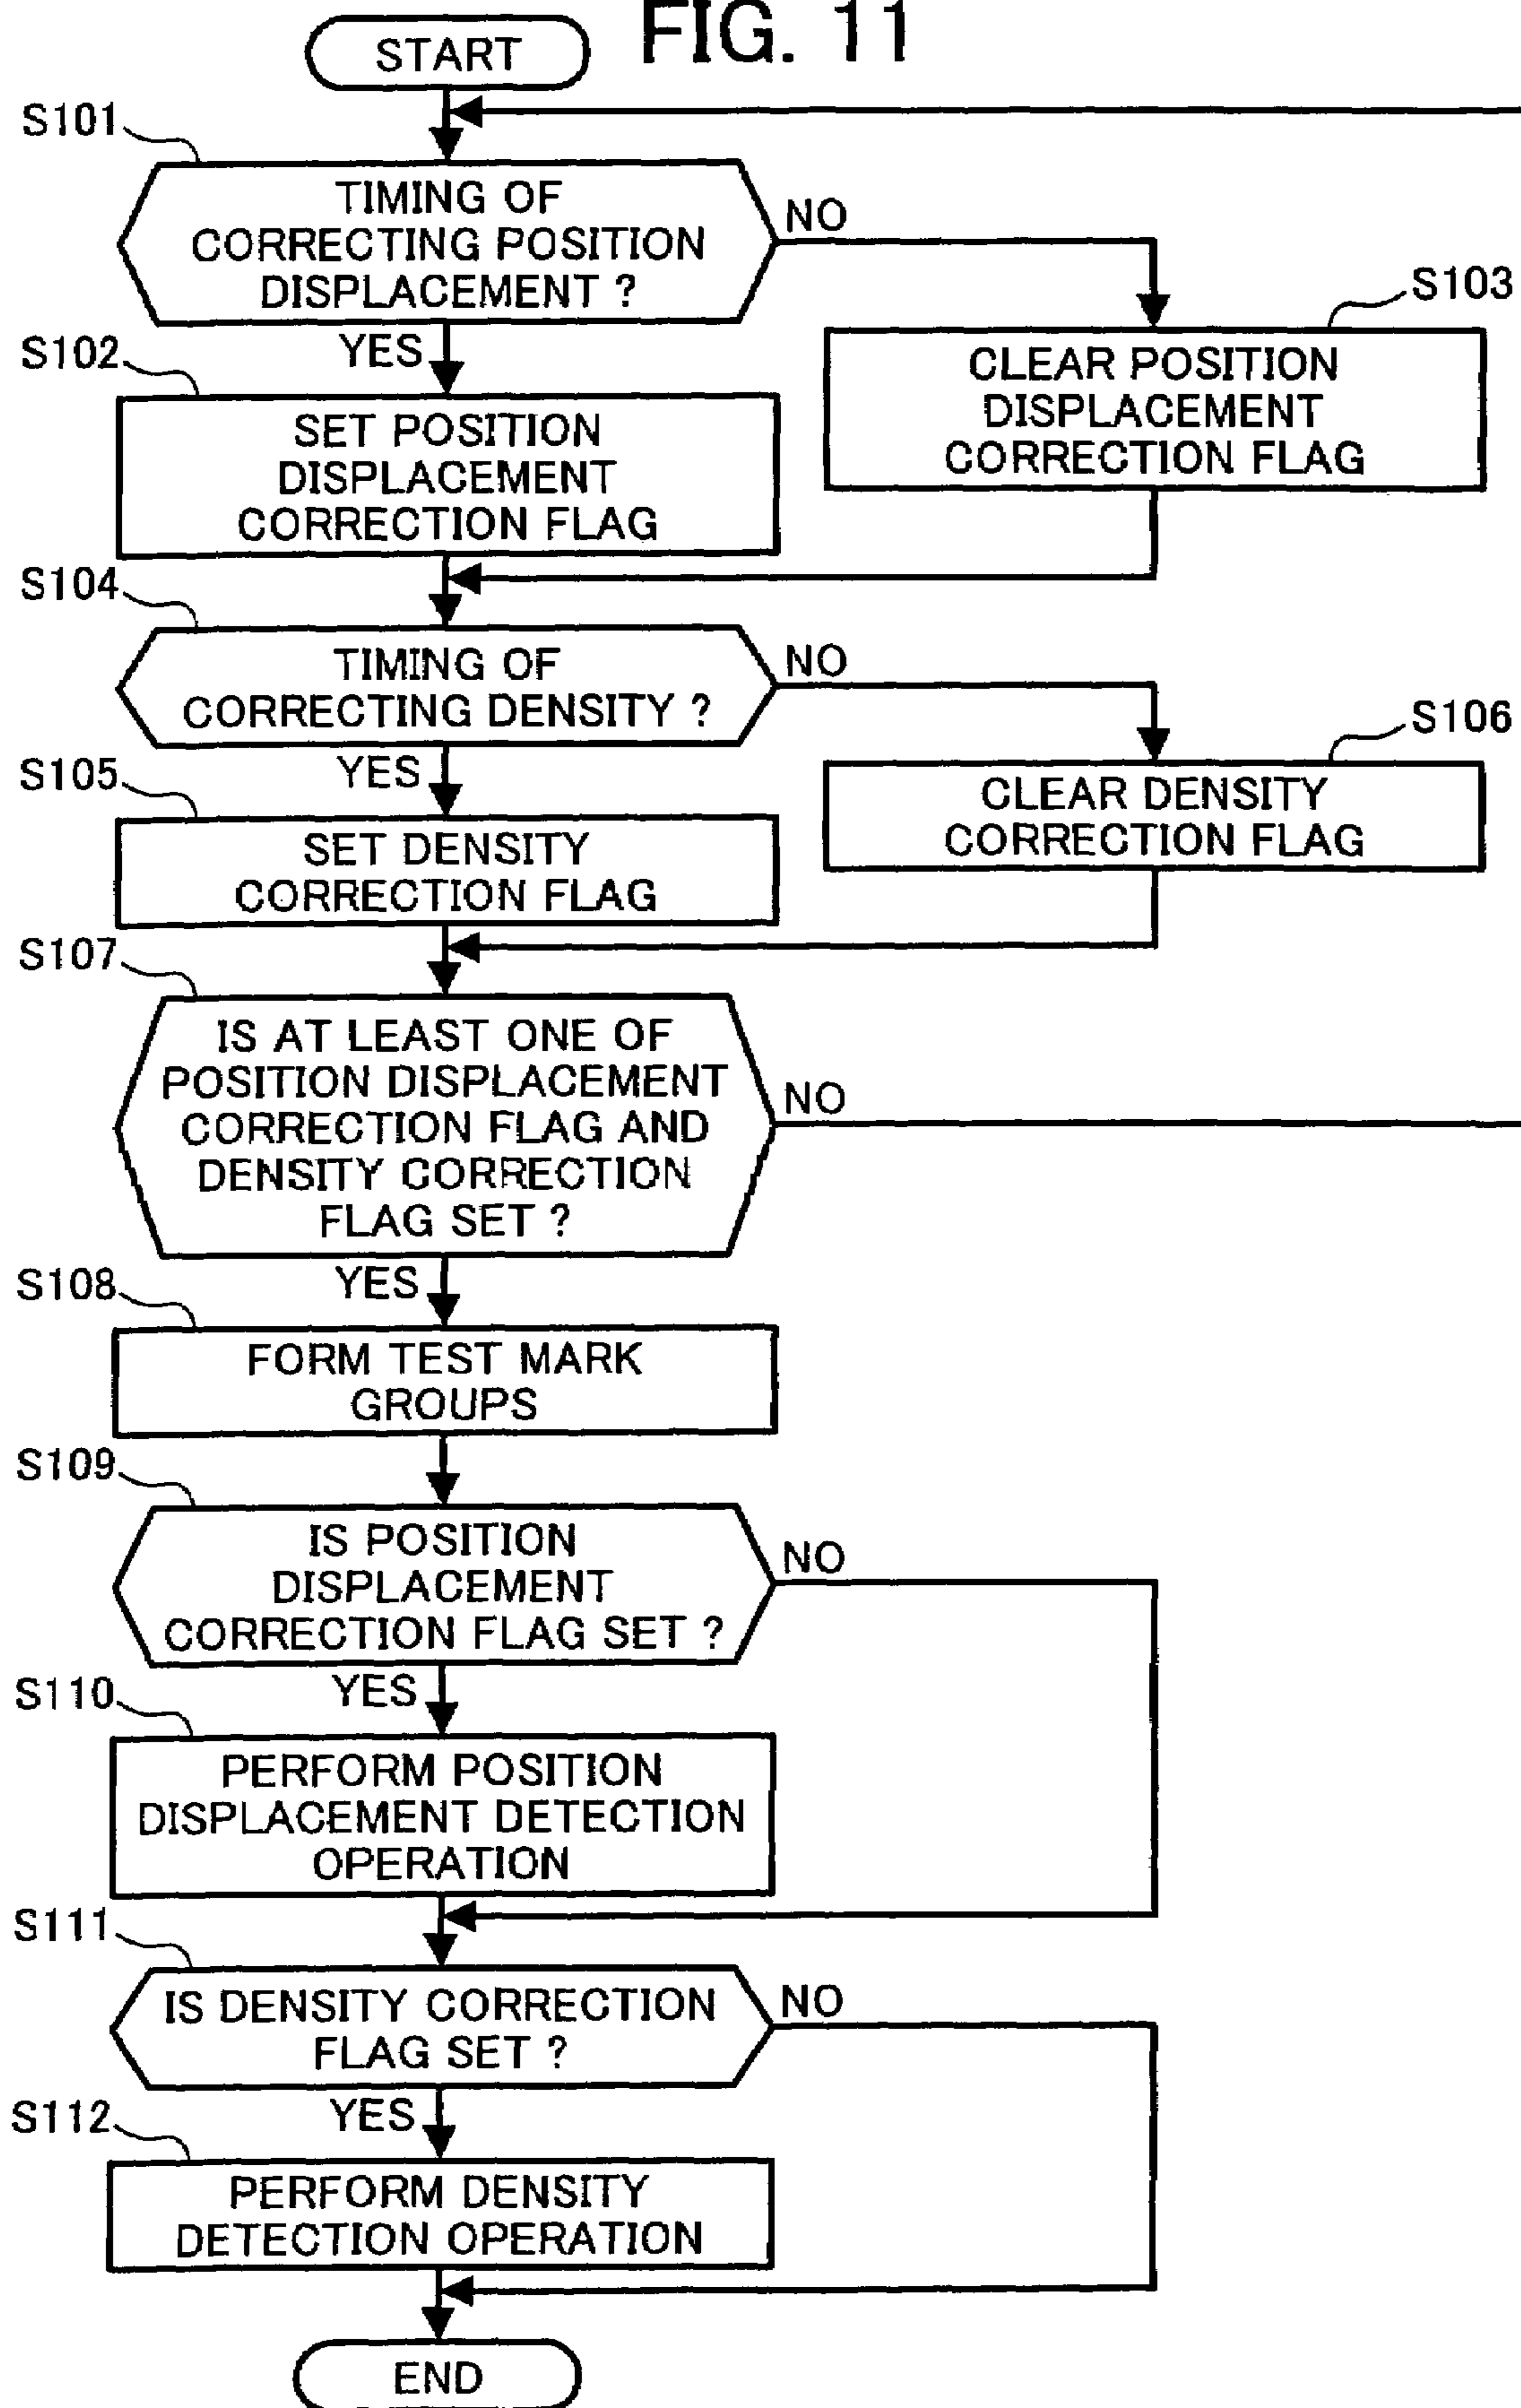 FIG. 11
START
S101
TIMING OF
CORRECTING POSITION
DISPLACEMENT ?
NO
YES
S103
CLEAR POSITION
DISPLACEMENT
CORRECTION FLAG
S102
SET POSITION
DISPLACEMENT
CORRECTION FLAG
S104
TIMING OF
CORRECTING DENSITY ?
NO
YES
S106
CLEAR DENSITY
CORRECTION FLAG
S105
SET DENSITY
CORRECTION FLAG
S107
IS AT LEAST ONE OF
POSITION DISPLACEMENT
CORRECTION FLAG AND
DENSITY CORRECTION
FLAG SET ?
NO
YES
S108
FORM TEST MARK
GROUPS
S109
IS POSITION
DISPLACEMENT
CORRECTION FLAG SET ?
NO
YES
S110
PERFORM POSITION
DISPLACEMENT DETECTION
OPERATION
S111
IS DENSITY CORRECTION
FLAG SET ?
NO
YES
S112
PERFORM DENSITY
DETECTION OPERATION
END